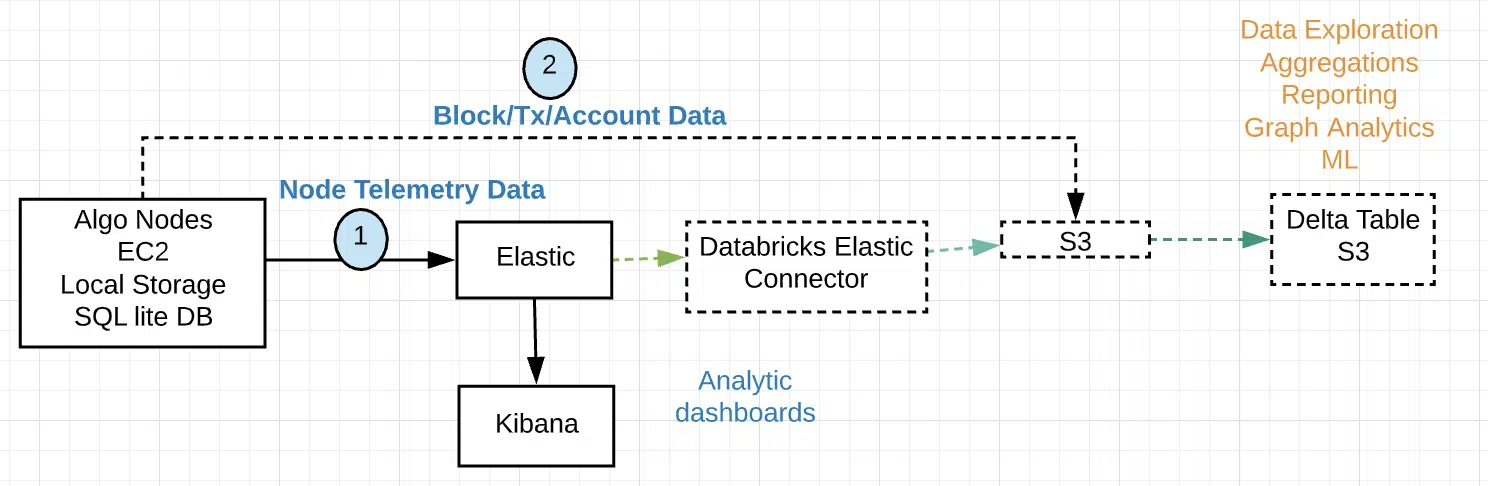 Data Exploration
Aggregations
Reporting
Graph Analytics
ML
2
Block/Tx/Account Data
Node Telemetry Data
1
Algo Nodes
EC2
Local Storage
SQL lite DB
Elastic
Databricks Elastic
Connector
S3
Delta Table
S3
Kibana
Analytic
dashboards